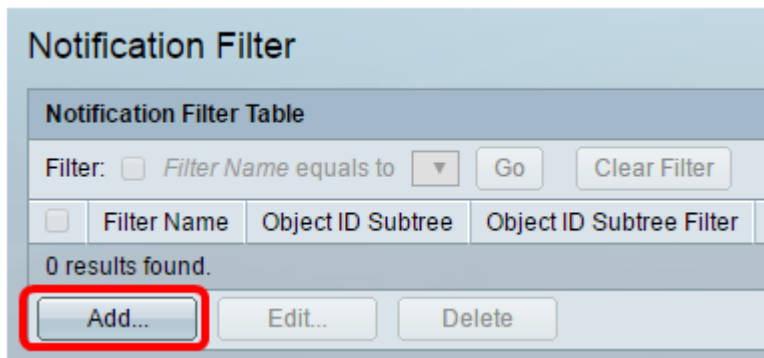 Notification Filter
Notification Filter Table
Filter: Filter Name equals to Go Clear Filter
Filter Name Object ID Subtree Object ID Subtree Filter
0 results found.
Add... Edit... Delete